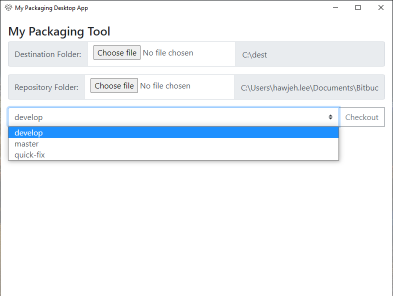 My Packaging Desktop App
My Packaging Tool
Destination Folder: Choose file No file chosen C:\dest
Repository Folder: Choose file No file chosen C:\Users\hawjeh.lee\Documents\Bitbuc
develop Checkout
develop
master
quick-fix